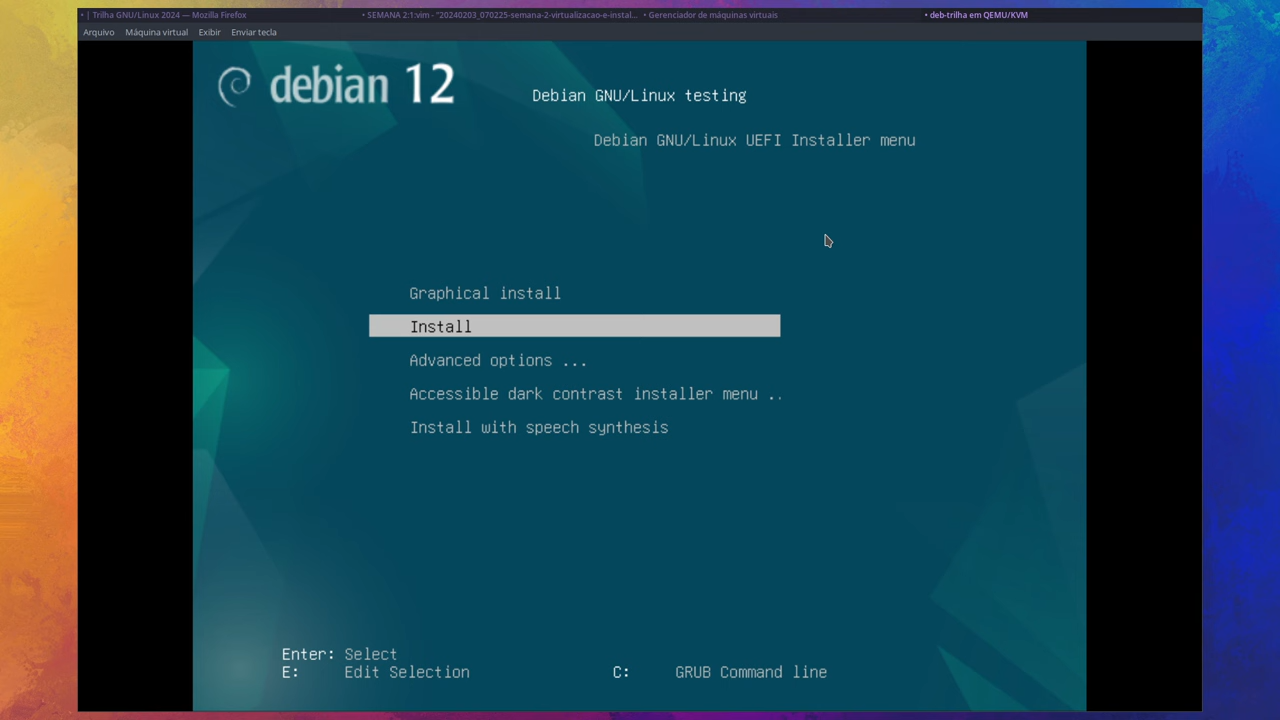 • | Trilha GNU/Linux 2024 — Mozilla Firefox
• SEMANA 2:1:vim - "20240203_070225-semana-2-virtualizacao-e-instal...
• Gerenciador de máquinas virtuais
• deb-trilha em QEMU/KVM
Arquivo Máquina virtual Exibir Enviar tecla
debian 12
Debian GNU/Linux testing
Debian GNU/Linux UEFI Installer menu
Graphical install
Install
Advanced options ...
Accessible dark contrast installer menu ..
Install with speech synthesis
Enter: Select
E: Edit Selection
C: GRUB Command line